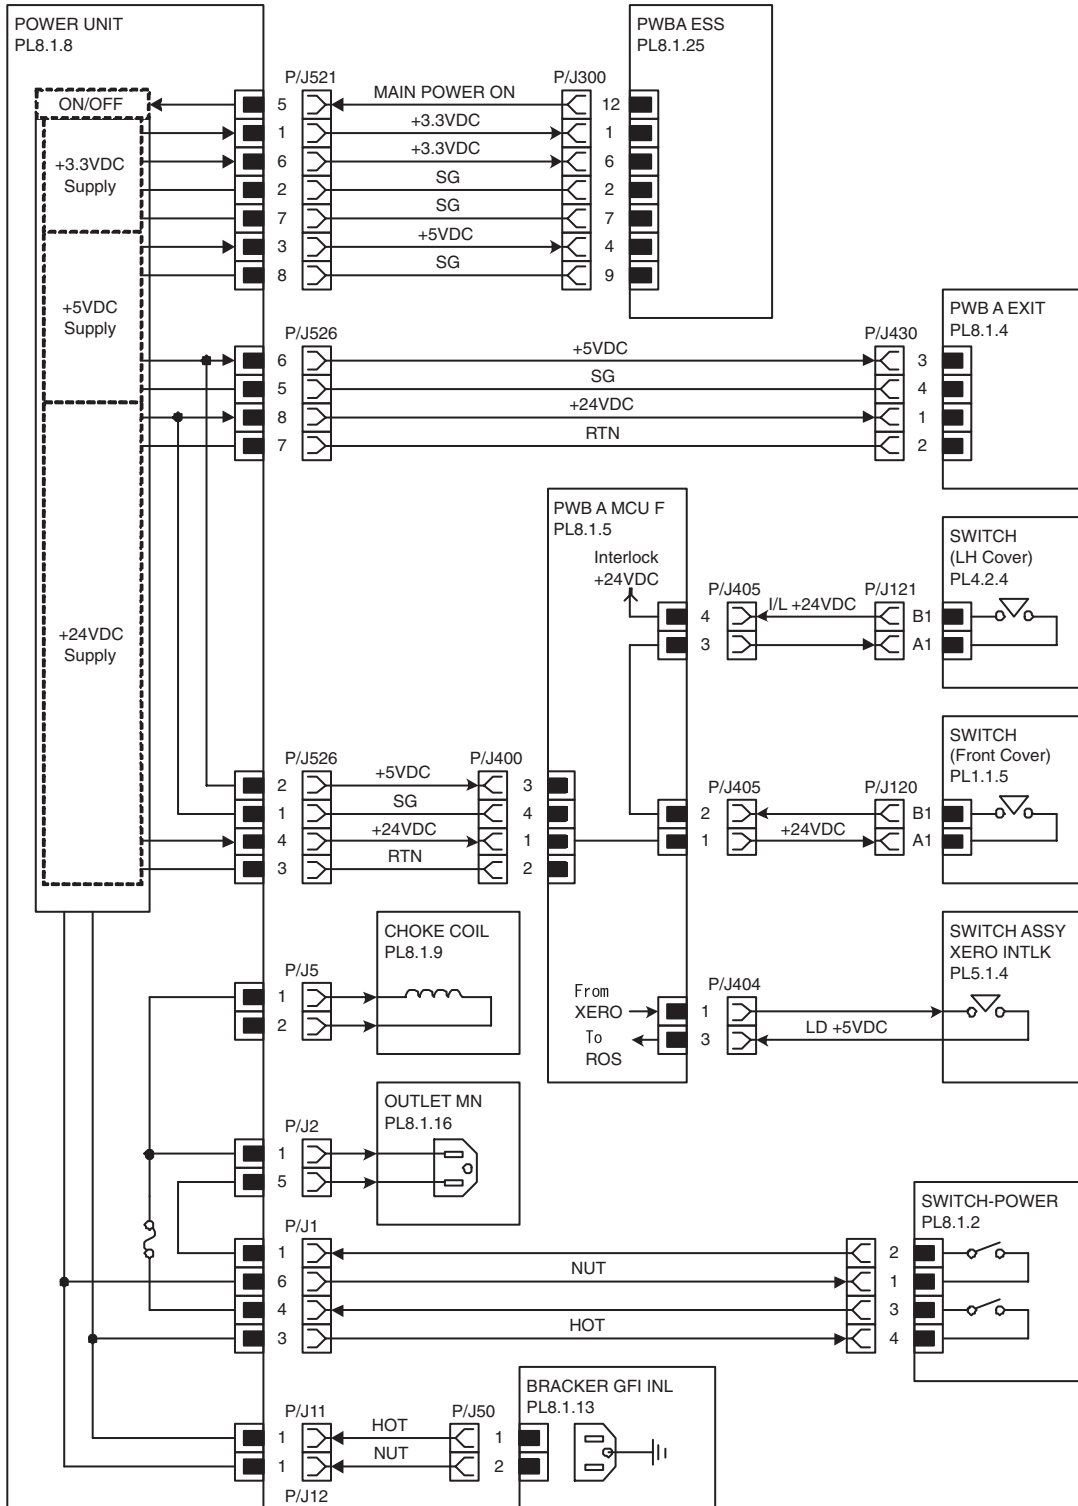 POWER UNIT
PL8.1.8
PWBA ESS
PL8.1.25
P/J521
P/J300
ON/OFF
5
MAIN POWER ON
12
1
+3.3VDC
1
+3.3VDC
Supply
6
+3.3VDC
6
2
SG
2
7
SG
7
3
+5VDC
4
8
SG
9
+5VDC
Supply
P/J526
P/J430
PWB A EXIT
PL8.1.4
6
+5VDC
3
5
SG
4
8
+24VDC
1
7
RTN
2
PWB A MCU F
PL8.1.5
Interlock
+24VDC
SWITCH
(LH Cover)
PL4.2.4
P/J405
P/J121
4
I/L +24VDC
B1
3
A1
+24VDC
Supply
SWITCH
(Front Cover)
PL1.1.5
P/J526
P/J400
P/J405
P/J120
2
+5VDC
3
1
SG
4
2
B1
4
+24VDC
1
1
+24VDC
A1
3
RTN
2
CHOKE COIL
PL8.1.9
SWITCH ASSY
XERO INTLK
PL5.1.4
P/J5
1
2
P/J404
From
XERO
1
To
ROS
3
LD +5VDC
OUTLET MN
PL8.1.16
P/J2
1
5
SWITCH-POWER
PL8.1.2
P/J1
1
2
6
NUT
1
4
3
3
HOT
4
BRACKER GFI INL
PL8.1.13
P/J11
P/J50
1
HOT
1
1
NUT
2
P/J12